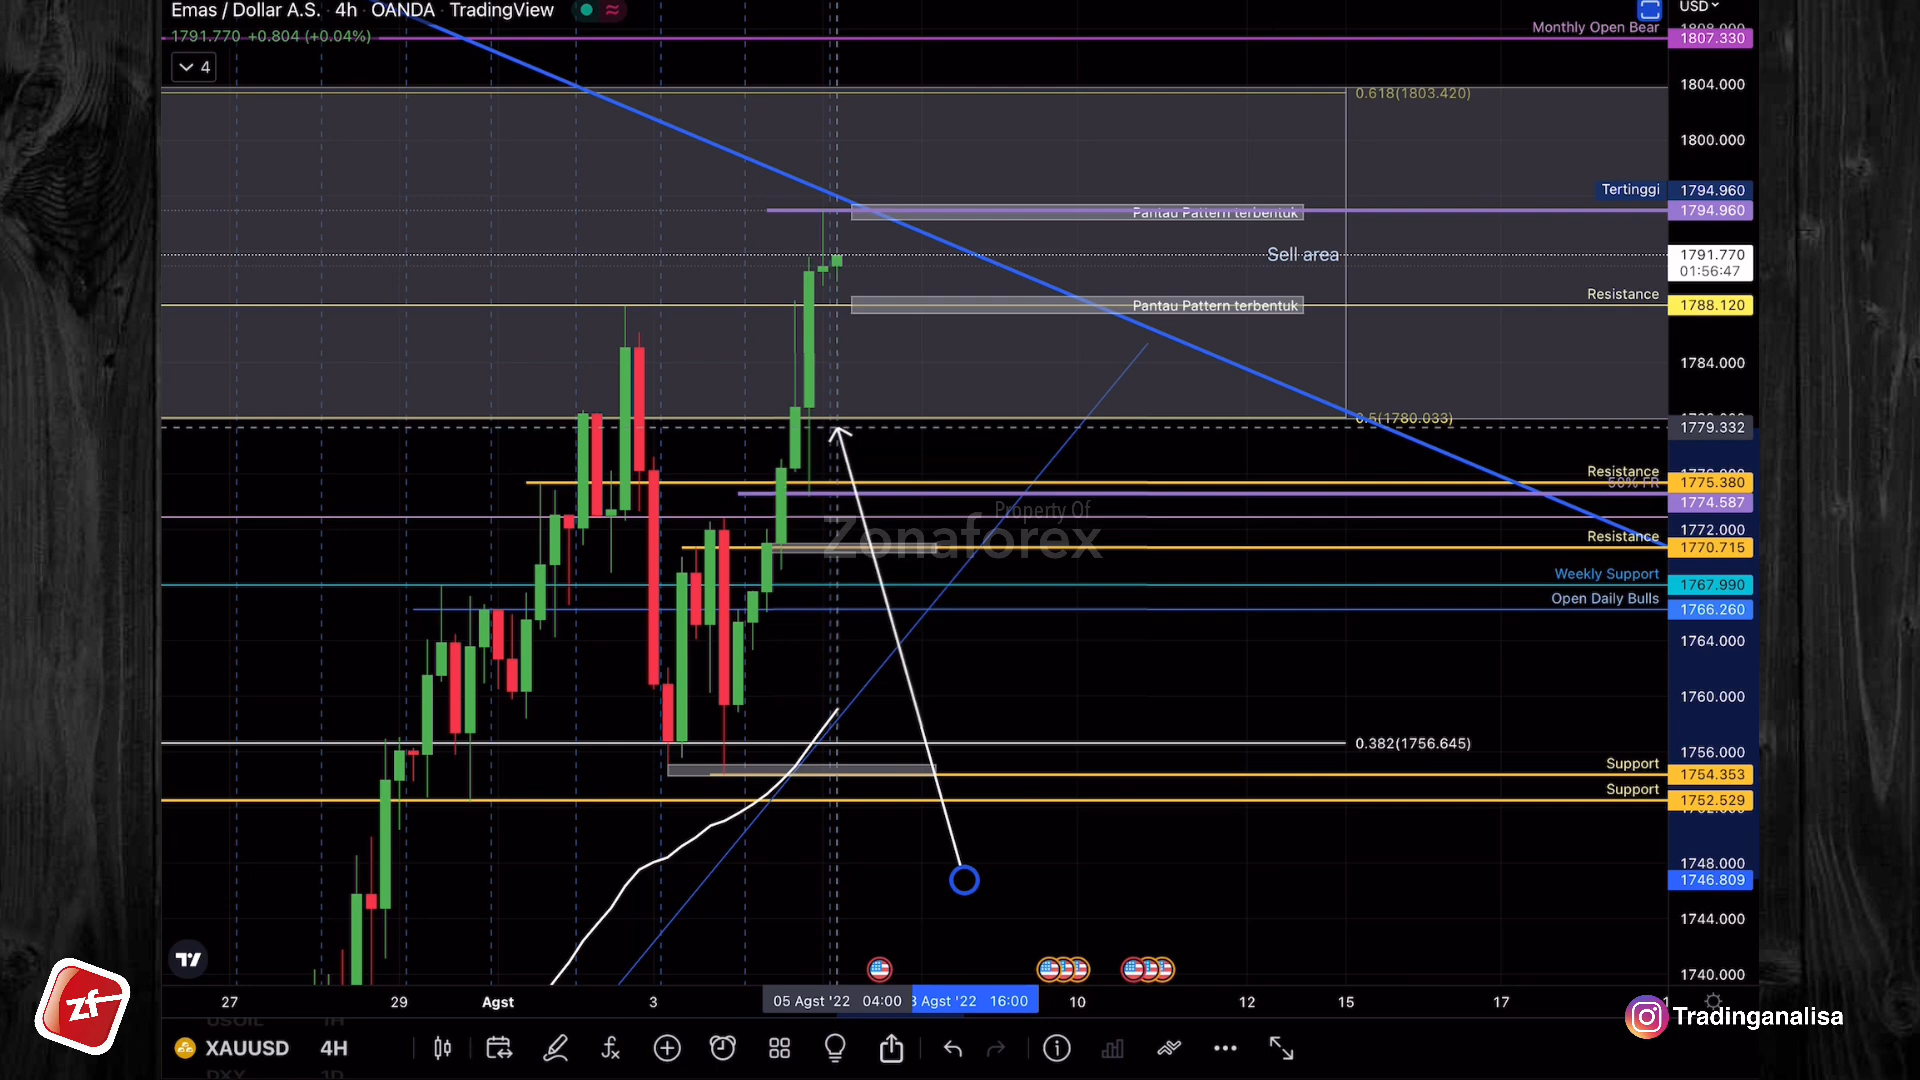 Emas / Dollar A.S. · 4h · OANDA · TradingView
USD
1791.770 +0.804 (+0.04%)
4
Monthly Open Bear
1807.330
1804.000
0.618(1803.420)
1800.000
Tertinggi 1794.960
1794.960
Pantau Pattern terbentuk
Sell area
1791.770
01:56:47
Resistance
1788.120
Pantau Pattern terbentuk
1784.000
0.5(1780.033)
1779.332
Resistance
1775.380
50% FR
1774.587
1772.000
Resistance
1770.715
Property Of
Zonaforex
Weekly Support
1767.990
Open Daily Bulls
1766.260
1764.000
1760.000
1756.000
0.382(1756.645)
Support
1754.353
Support
1752.529
1748.000
1746.809
1744.000
1740.000
27 29 Agst 3 05 Agst '22 04:00 Agst '22 16:00 10 12 15 17
zf
Tradinganalisa
XAUUSD 4H